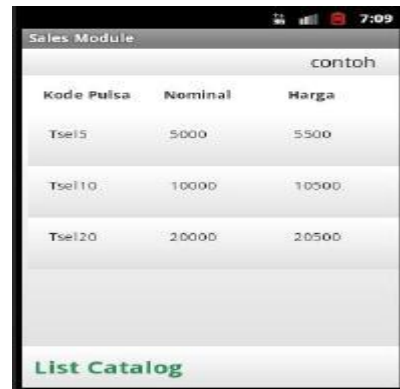 7:09
Sales Module
contoh
Kode Pulsa Nominal Harga
Tsel5 5000 5500
Tsel10 10000 10500
Tsel20 20000 20500
List Catalog